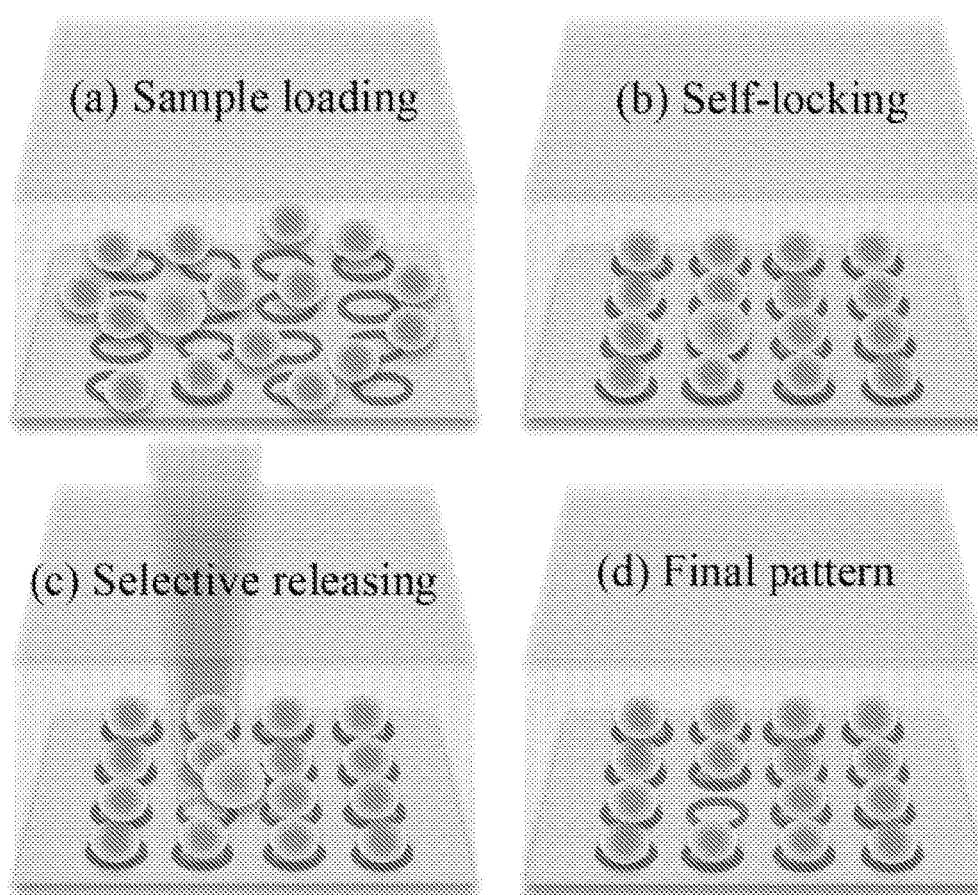 (a) Sample loading
(b) Self-locking
(c) Selective releasing
(d) Final pattern